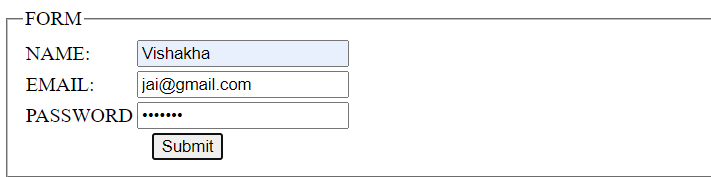 FORM
NAME: Vishakha
EMAIL: jai@gmail.com
PASSWORD •••••••
Submit